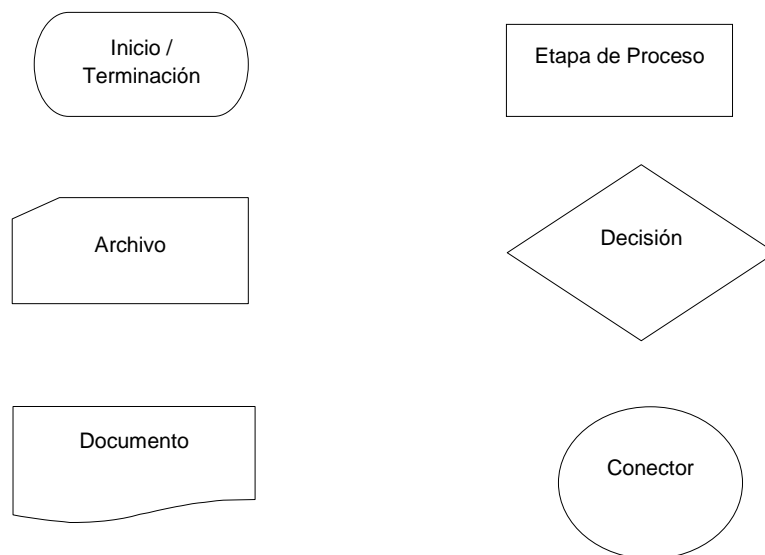 Inicio /
Terminación
Etapa de Proceso
Archivo
Decisión
Documento
Conector